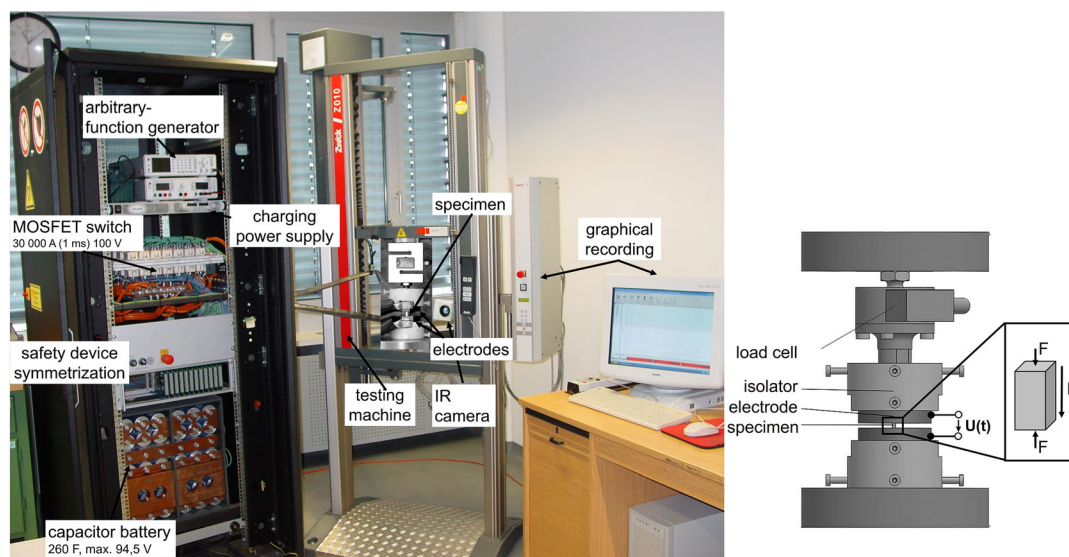 arbitrary-
function generator
Zwick / Z010
MOSFET switch
30 000 A (1 ms) 100 V
charging
power supply
specimen
graphical
recording
safety device
symmetrization
electrodes
testing
machine
IR
camera
capacitor battery
260 F, max. 94,5 V
load cell
isolator
electrode
specimen
U(t)
F
F